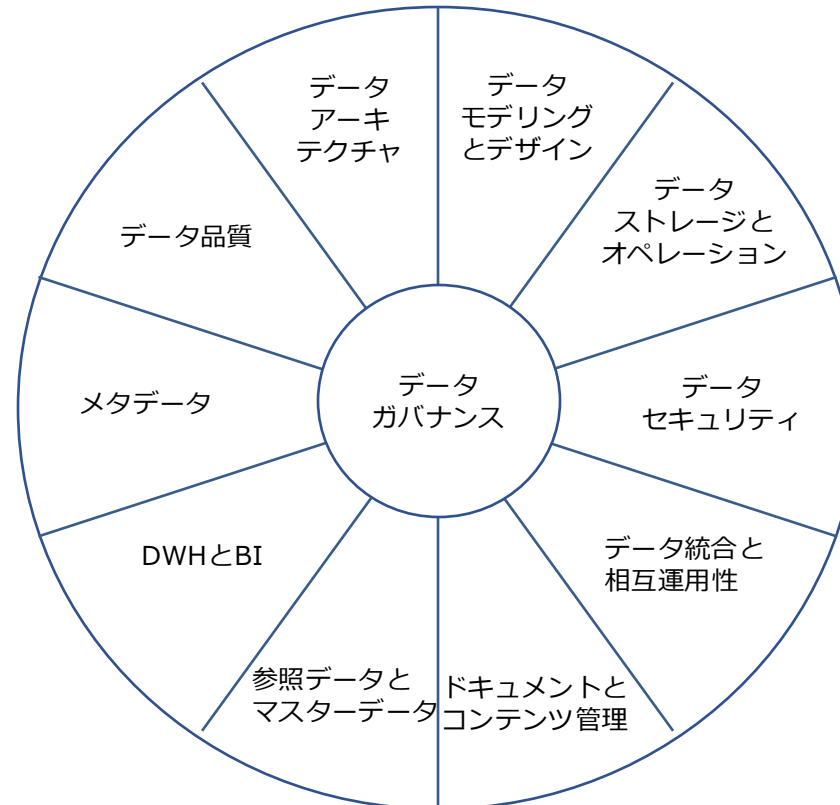 データ
アーキ
テクチャ
データ
モデリング
とデザイン
データ
ストレージと
オペレーション
データ品質
メタデータ
データ
ガバナンス
データ
セキュリティ
DWHとBI
データ統合と
相互運用性
参照データと
マスターデータ
ドキュメントと
コンテンツ管理